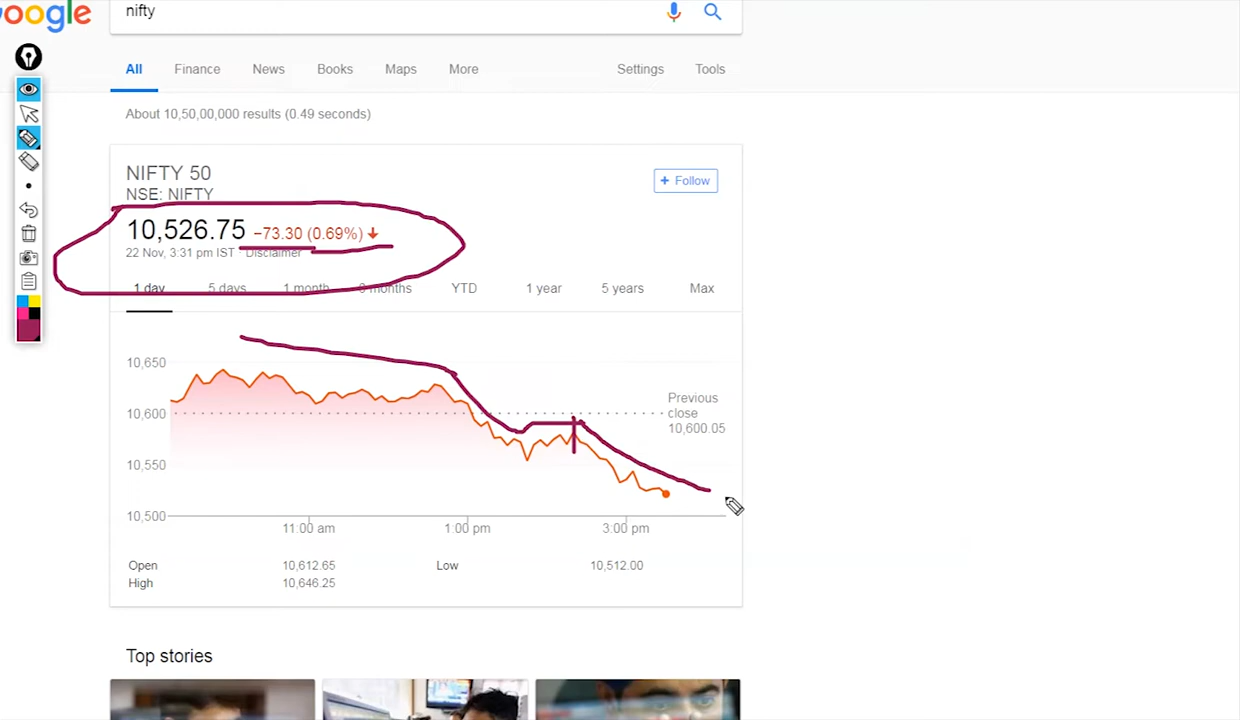 Google
nifty
All Finance News Books Maps More Settings Tools
About 10,50,00,000 results (0.49 seconds)
NIFTY 50
NSE: NIFTY
+ Follow
10,526.75 −73.30 (0.69%)
22 Nov, 3:31 pm IST · Disclaimer
1 day 5 days 1 month 6 months YTD 1 year 5 years Max
10,650
10,600
10,550
10,500
Previous
close
10,600.05
11:00 am 1:00 pm 3:00 pm
Open 10,612.65 Low 10,512.00
High 10,646.25
Top stories